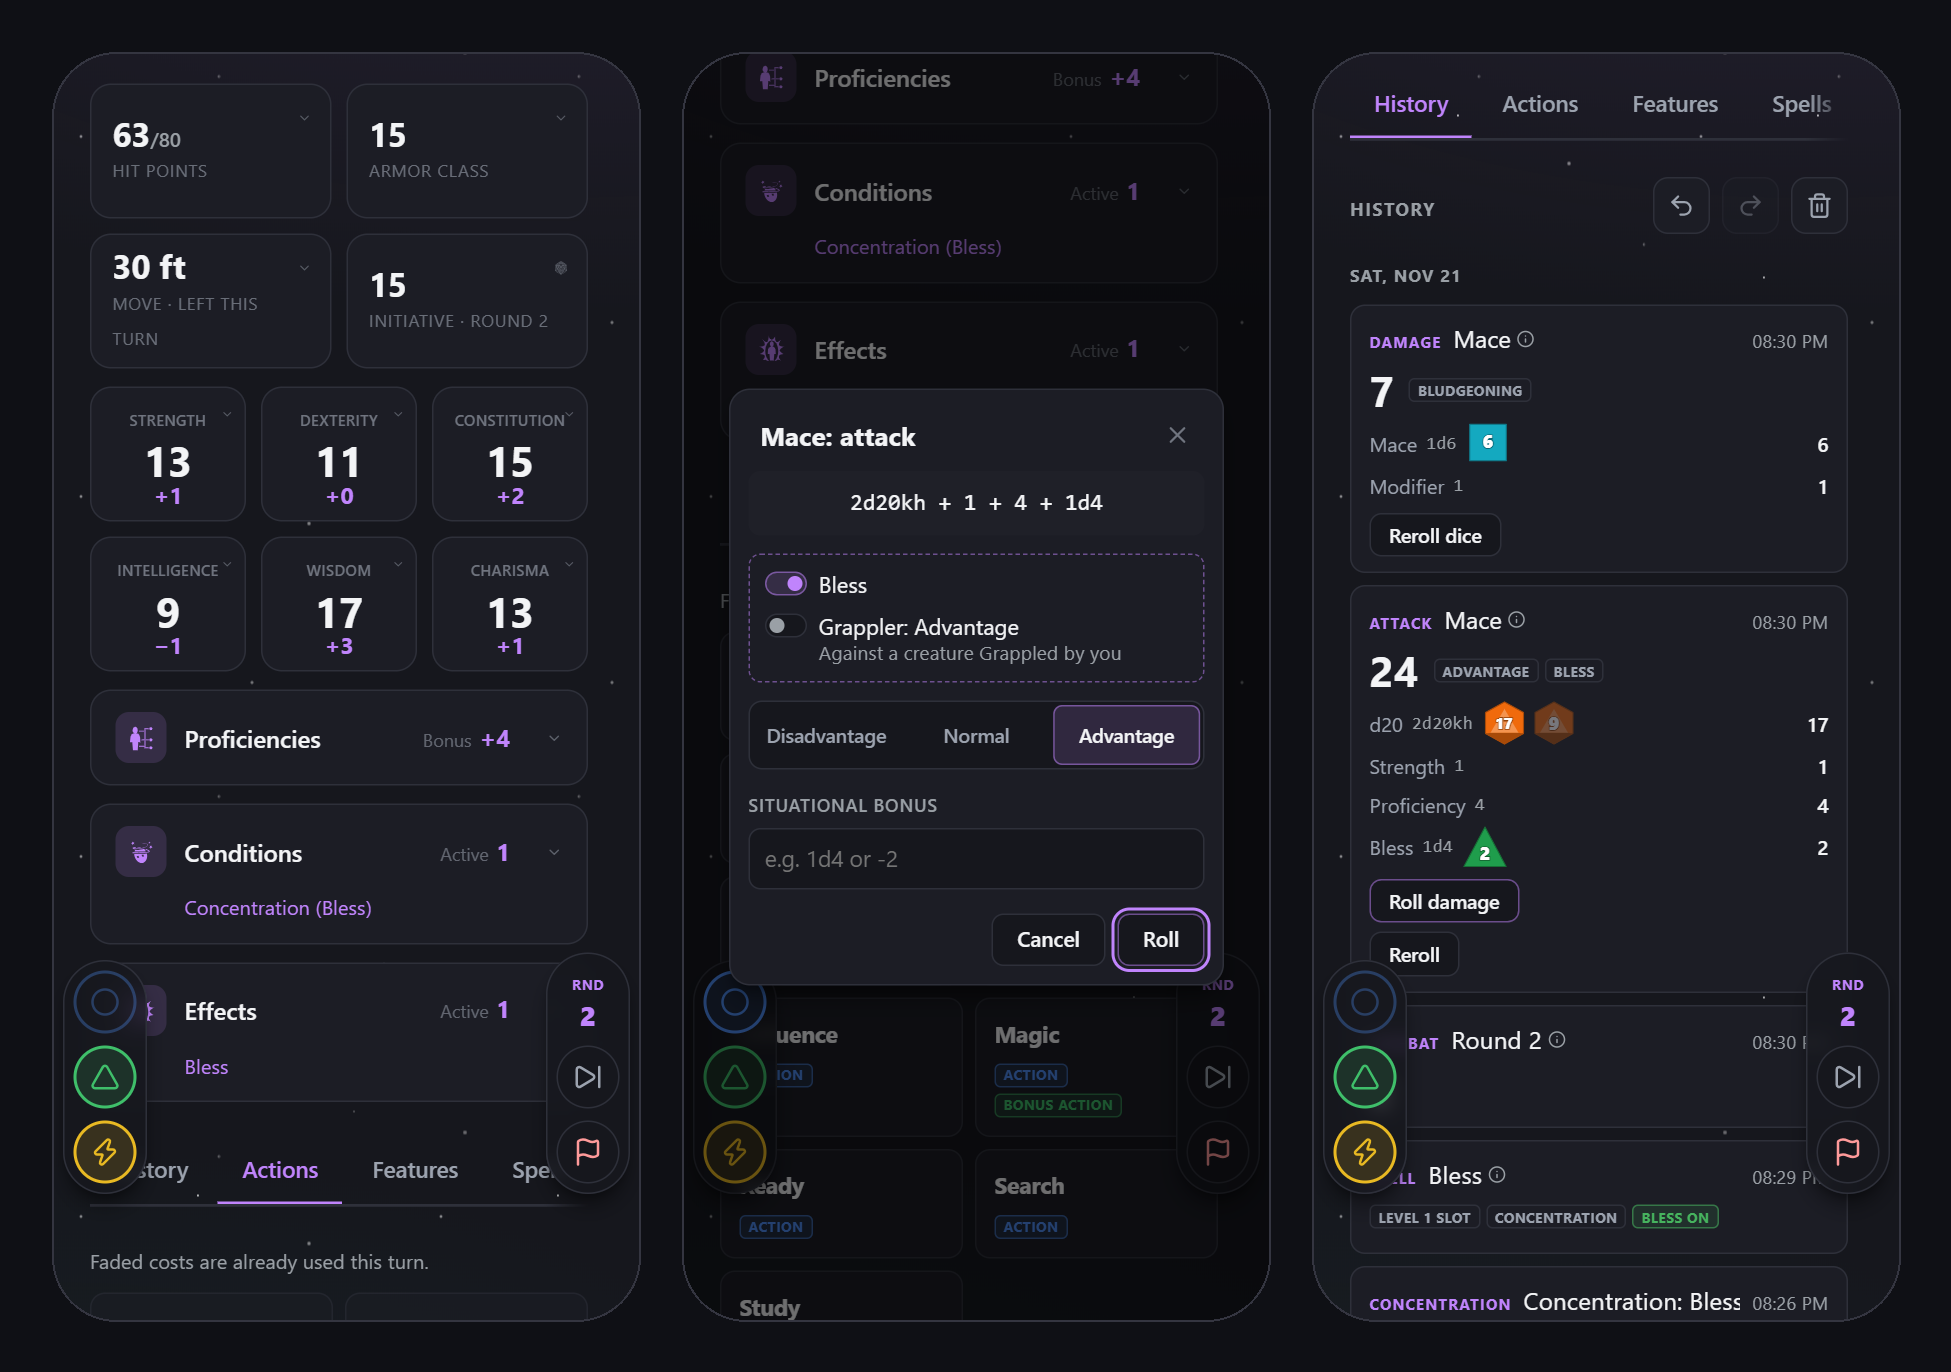 63/80
HIT POINTS
15
ARMOR CLASS
30 ft
MOVE · LEFT THIS
TURN
15
INITIATIVE · ROUND 2
STRENGTH
13
+1
DEXTERITY
11
+0
CONSTITUTION
15
+2
INTELLIGENCE
9
−1
WISDOM
17
+3
CHARISMA
13
+1
Proficiencies
Bonus +4
Conditions
Active 1
Concentration (Bless)
Effects
Active 1
Bless
RND
2
story
Actions
Features
Spe
Faded costs are already used this turn.
Proficiencies
Bonus +4
Conditions
Active 1
Concentration (Bless)
Effects
Active 1
F
Mace: attack
2d20kh + 1 + 4 + 1d4
Bless
Grappler: Advantage
Against a creature Grappled by you
Disadvantage
Normal
Advantage
SITUATIONAL BONUS
e.g. 1d4 or -2
Cancel
Roll
RND
2
uence
ION
Magic
ACTION
BONUS ACTION
eady
ACTION
Search
ACTION
Study
History
Actions
Features
Spells
HISTORY
SAT, NOV 21
DAMAGE Mace
08:30 PM
7 BLUDGEONING
Mace 1d6 6 6
Modifier 1 1
Reroll dice
ATTACK Mace
08:30 PM
24 ADVANTAGE BLESS
d20 2d20kh 17 9 17
Strength 1 1
Proficiency 4 4
Bless 1d4 2 2
Roll damage
Reroll
RND
2
BAT Round 2
08:30 P
LL Bless
08:29 P
LEVEL 1 SLOT CONCENTRATION BLESS ON
CONCENTRATION Concentration: Bless
08:26 PM